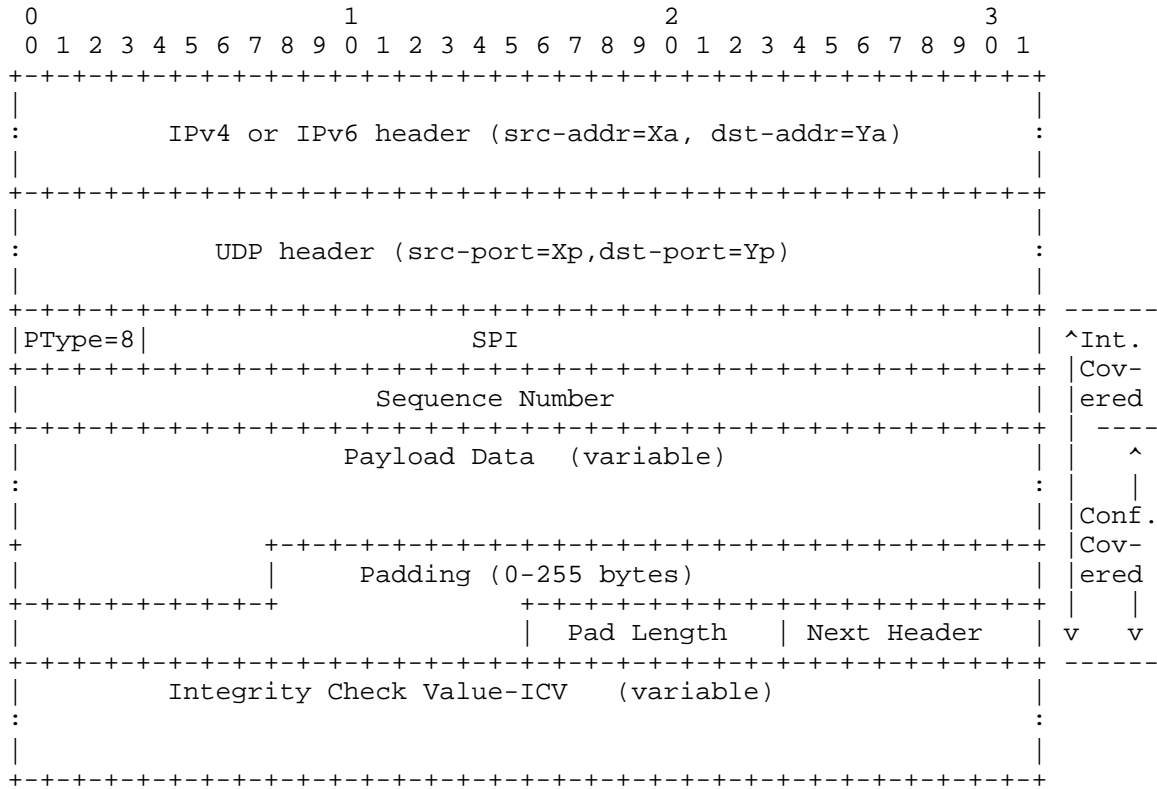 0                   1                   2                   3
 0 1 2 3 4 5 6 7 8 9 0 1 2 3 4 5 6 7 8 9 0 1 2 3 4 5 6 7 8 9 0 1
+-+-+-+-+-+-+-+-+-+-+-+-+-+-+-+-+-+-+-+-+-+-+-+-+-+-+-+-+-+-+-+-+
|                                                               |
:         IPv4 or IPv6 header (src-addr=Xa, dst-addr=Ya)        :
|                                                               |
+-+-+-+-+-+-+-+-+-+-+-+-+-+-+-+-+-+-+-+-+-+-+-+-+-+-+-+-+-+-+-+-+
|                                                               |
:            UDP header (src-port=Xp,dst-port=Yp)               :
|                                                               |
+-+-+-+-+-+-+-+-+-+-+-+-+-+-+-+-+-+-+-+-+-+-+-+-+-+-+-+-+-+-+-+-+ ------
|PType=8|                    SPI                                | ^Int.
+-+-+-+-+-+-+-+-+-+-+-+-+-+-+-+-+-+-+-+-+-+-+-+-+-+-+-+-+-+-+-+-+ |Cov-
|                      Sequence Number                          | |ered
+-+-+-+-+-+-+-+-+-+-+-+-+-+-+-+-+-+-+-+-+-+-+-+-+-+-+-+-+-+-+-+-+ | ----
|                    Payload Data  (variable)                   | |   ^
:                                                               : |   |
|                                                               | |Conf.
+               +-+-+-+-+-+-+-+-+-+-+-+-+-+-+-+-+-+-+-+-+-+-+-+-+ |Cov-
|               |     Padding (0-255 bytes)                     | |ered
+-+-+-+-+-+-+-+-+               +-+-+-+-+-+-+-+-+-+-+-+-+-+-+-+-+ |   |
|                               |  Pad Length   | Next Header   | v   v
+-+-+-+-+-+-+-+-+-+-+-+-+-+-+-+-+-+-+-+-+-+-+-+-+-+-+-+-+-+-+-+-+ ------
|         Integrity Check Value-ICV   (variable)                |
:                                                               :
|                                                               |
+-+-+-+-+-+-+-+-+-+-+-+-+-+-+-+-+-+-+-+-+-+-+-+-+-+-+-+-+-+-+-+-+